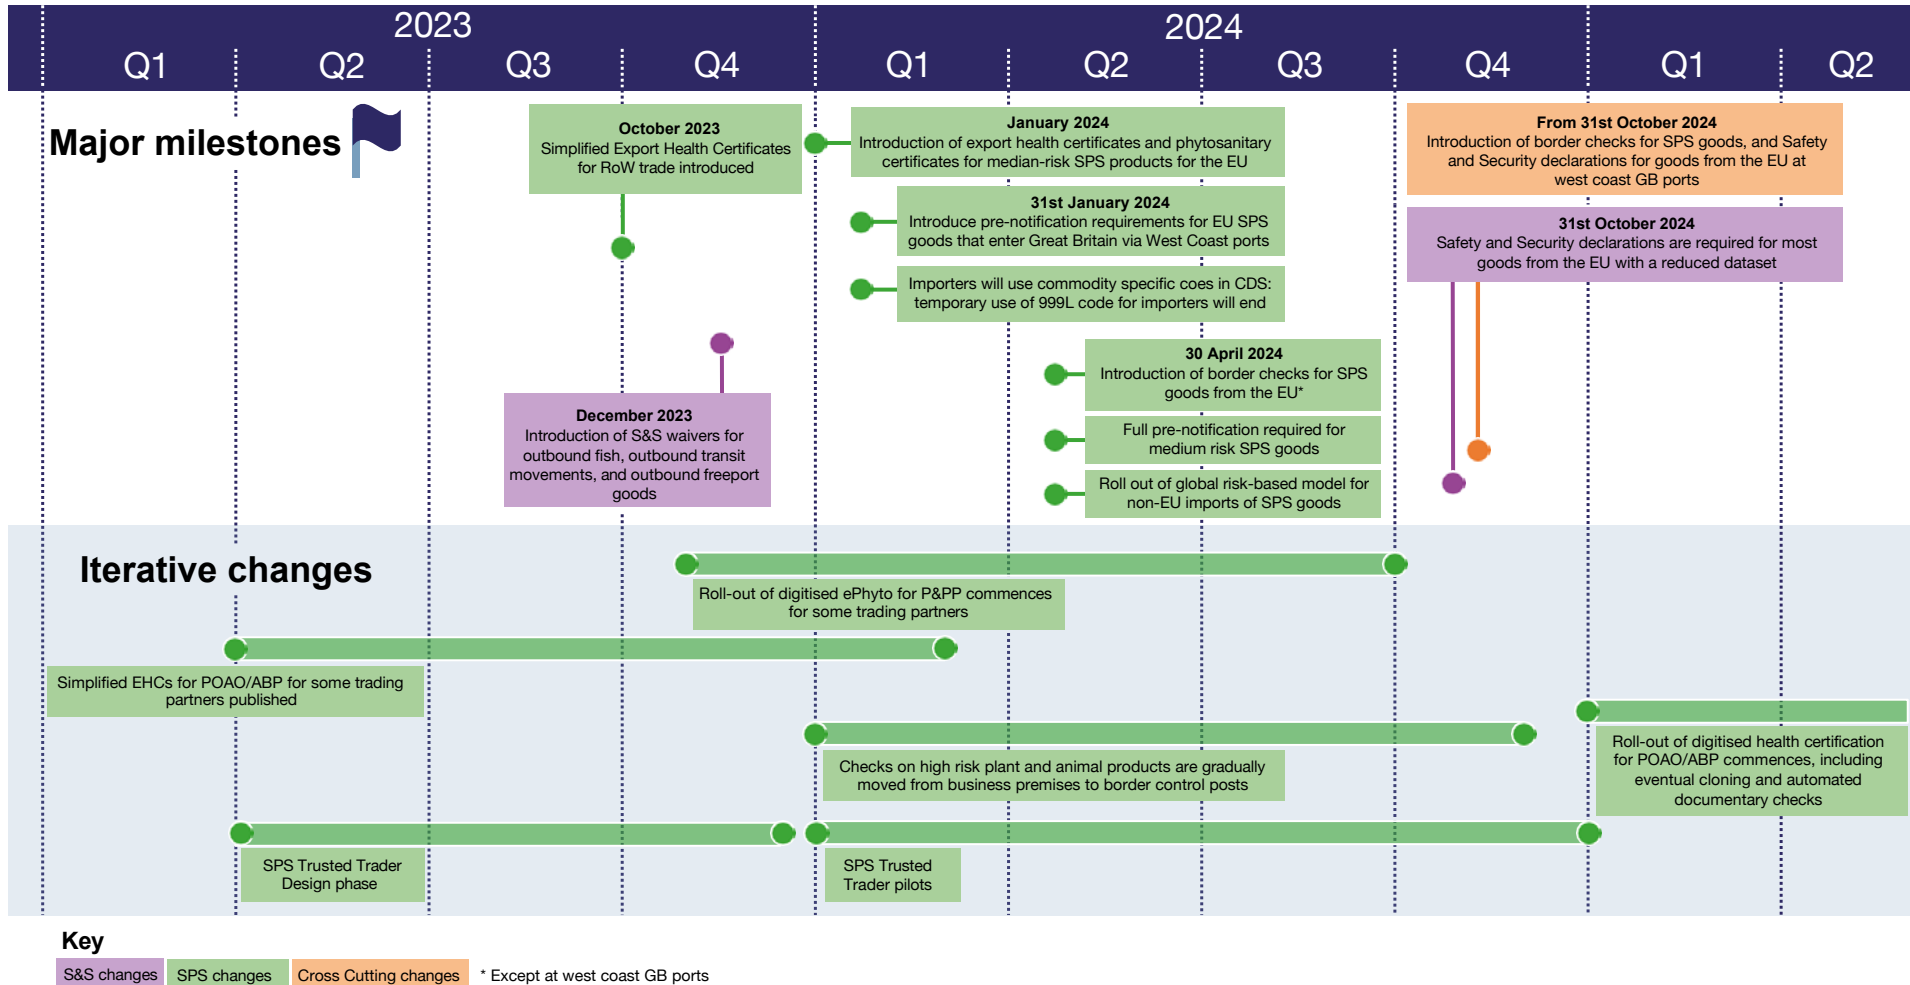 2023
2024
Q1
Q2
Q3
Q4
Q1
Q2
Q3
Q4
Q1
Q2
Major milestones
October 2023
Simplified Export Health Certificates
for RoW trade introduced
January 2024
Introduction of export health certificates and phytosanitary
certificates for median-risk SPS products for the EU
31st January 2024
Introduce pre-notification requirements for EU SPS
goods that enter Great Britain via West Coast ports
Importers will use commodity specific coes in CDS:
temporary use of 999L code for importers will end
From 31st October 2024
Introduction of border checks for SPS goods, and Safety
and Security declarations for goods from the EU at
west coast GB ports
31st October 2024
Safety and Security declarations are required for most
goods from the EU with a reduced dataset
December 2023
Introduction of S&S waivers for
outbound fish, outbound transit
movements, and outbound freeport
goods
30 April 2024
Introduction of border checks for SPS
goods from the EU*
Full pre-notification required for
medium risk SPS goods
Roll out of global risk-based model for
non-EU imports of SPS goods
Iterative changes
Roll-out of digitised ePhyto for P&PP commences
for some trading partners
Simplified EHCs for POAO/ABP for some trading
partners published
Checks on high risk plant and animal products are gradually
moved from business premises to border control posts
Roll-out of digitised health certification
for POAO/ABP commences, including
eventual cloning and automated
documentary checks
SPS Trusted Trader
Design phase
SPS Trusted
Trader pilots
Key
S&S changes
SPS changes
Cross Cutting changes
* Except at west coast GB ports